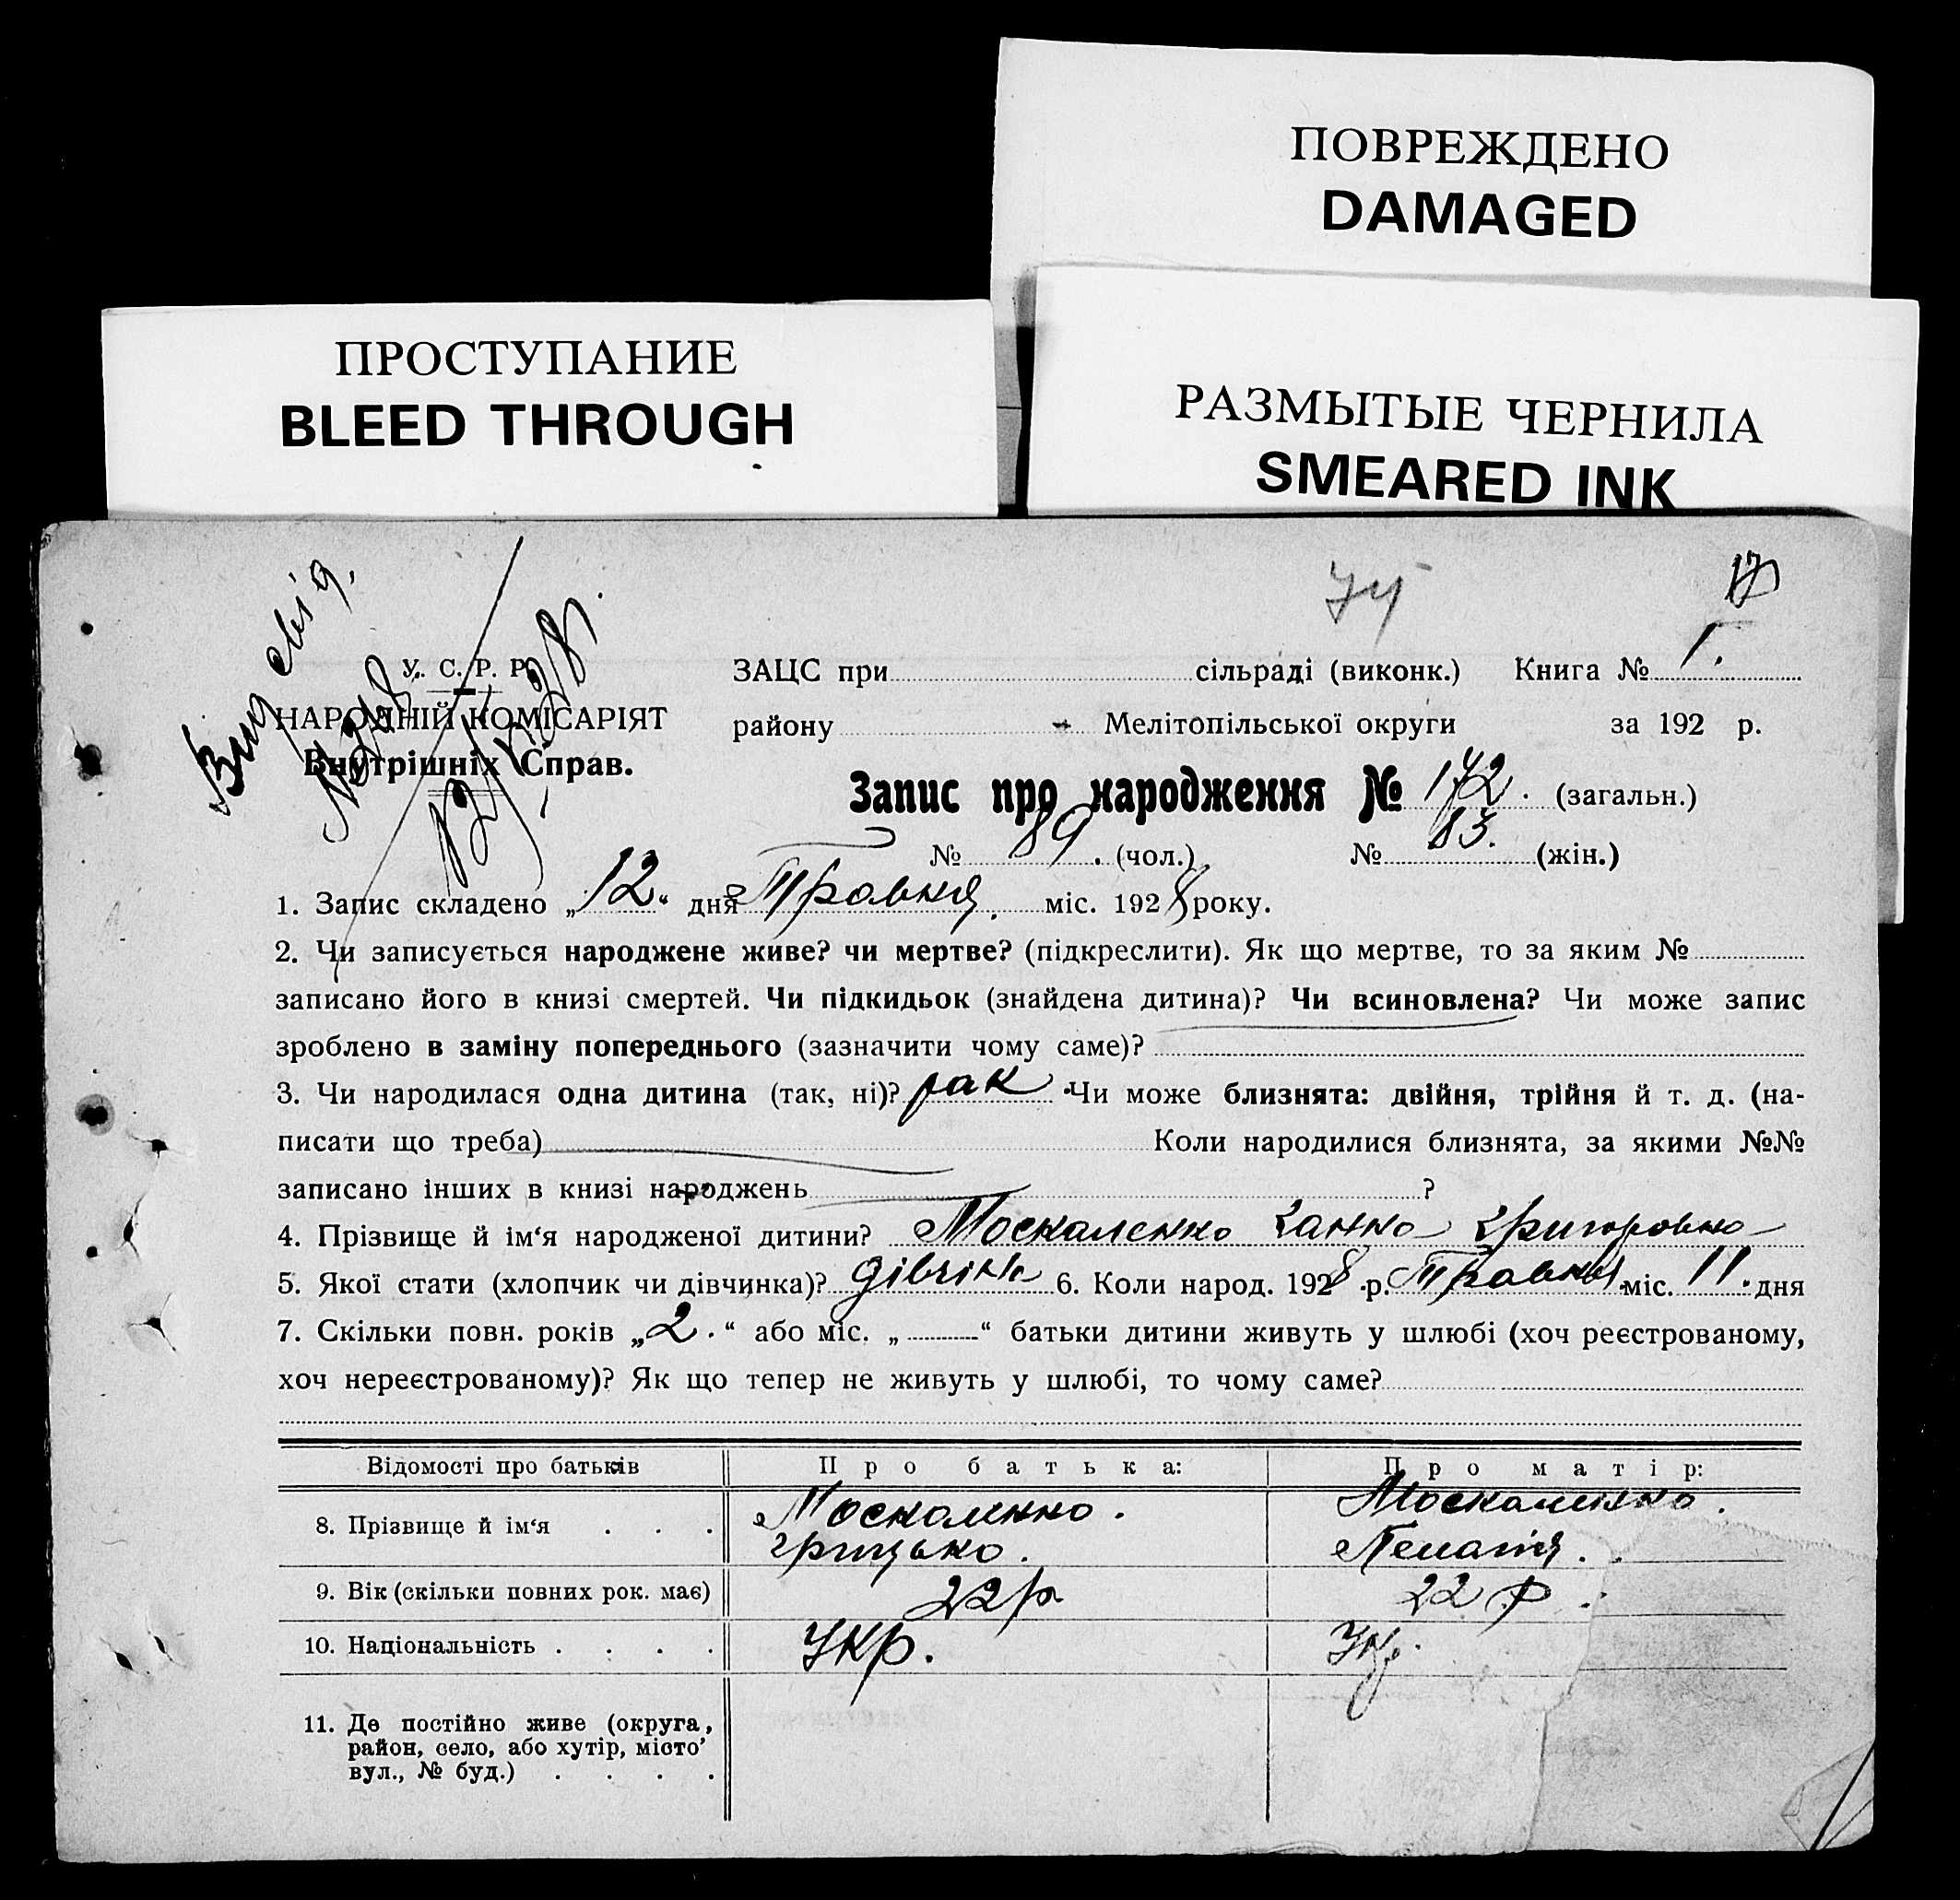 ПОВРЕЖДЕНО
DAMAGED
ПРОСТУПАНИЕ
BLEED THROUGH
РАЗМЫТЫЕ ЧЕРНИЛА
SMEARED INK
У. С. Р. Р.
НАРОДНІЙ КОМІСАРІЯТ
Внутрішніх Справ.
ЗАЦС при сільраді (виконк.) Книга № 1.
району Мелітопільської округи за 192 р.
Запис про народження № 172. (загальн.)
№ 89. (чол.) № 83. (жін.)
1. Запис складено „12“ дня Травня міс. 1928 року.
2. Чи записується народжене живе? чи мертве? (підкреслити). Як що мертве, то за яким №
записано його в книзі смертей. Чи підкидьок (знайдена дитина)? Чи всиновлена? Чи може запис
зроблено в заміну попереднього (зазначити чому саме)?
3. Чи народилася одна дитина (так, ні)? так Чи може близнята: двійня, трійня й т. д. (на-
писати що треба) Коли народилися близнята, за якими №№
записано інших в книзі народжень ?
4. Прізвище й ім‘я народженої дитини? Москаленко Ганна Григоровна
5. Якої стати (хлопчик чи дівчинка)? дівчина 6. Коли народ. 1928 р. Травня міс. 11. дня
7. Скільки повн. років „2.“ або міс. „ “ батьки дитини живуть у шлюбі (хоч реєстрованому,
хоч нереєстрованому)? Як що тепер не живуть у шлюбі, то чому саме?
Відомості про батьків Про батька: Про матір:
8. Прізвище й ім‘я . . . Москаленко. Грицько. Москаленко.
9. Вік (скільки повних рок. має) 22 р 22 р.
10. Національність . . . . Укр. Укр.
11. Де постійно живе (округа,
район, село, або хутір, місто’
вул., № буд.) . . . .